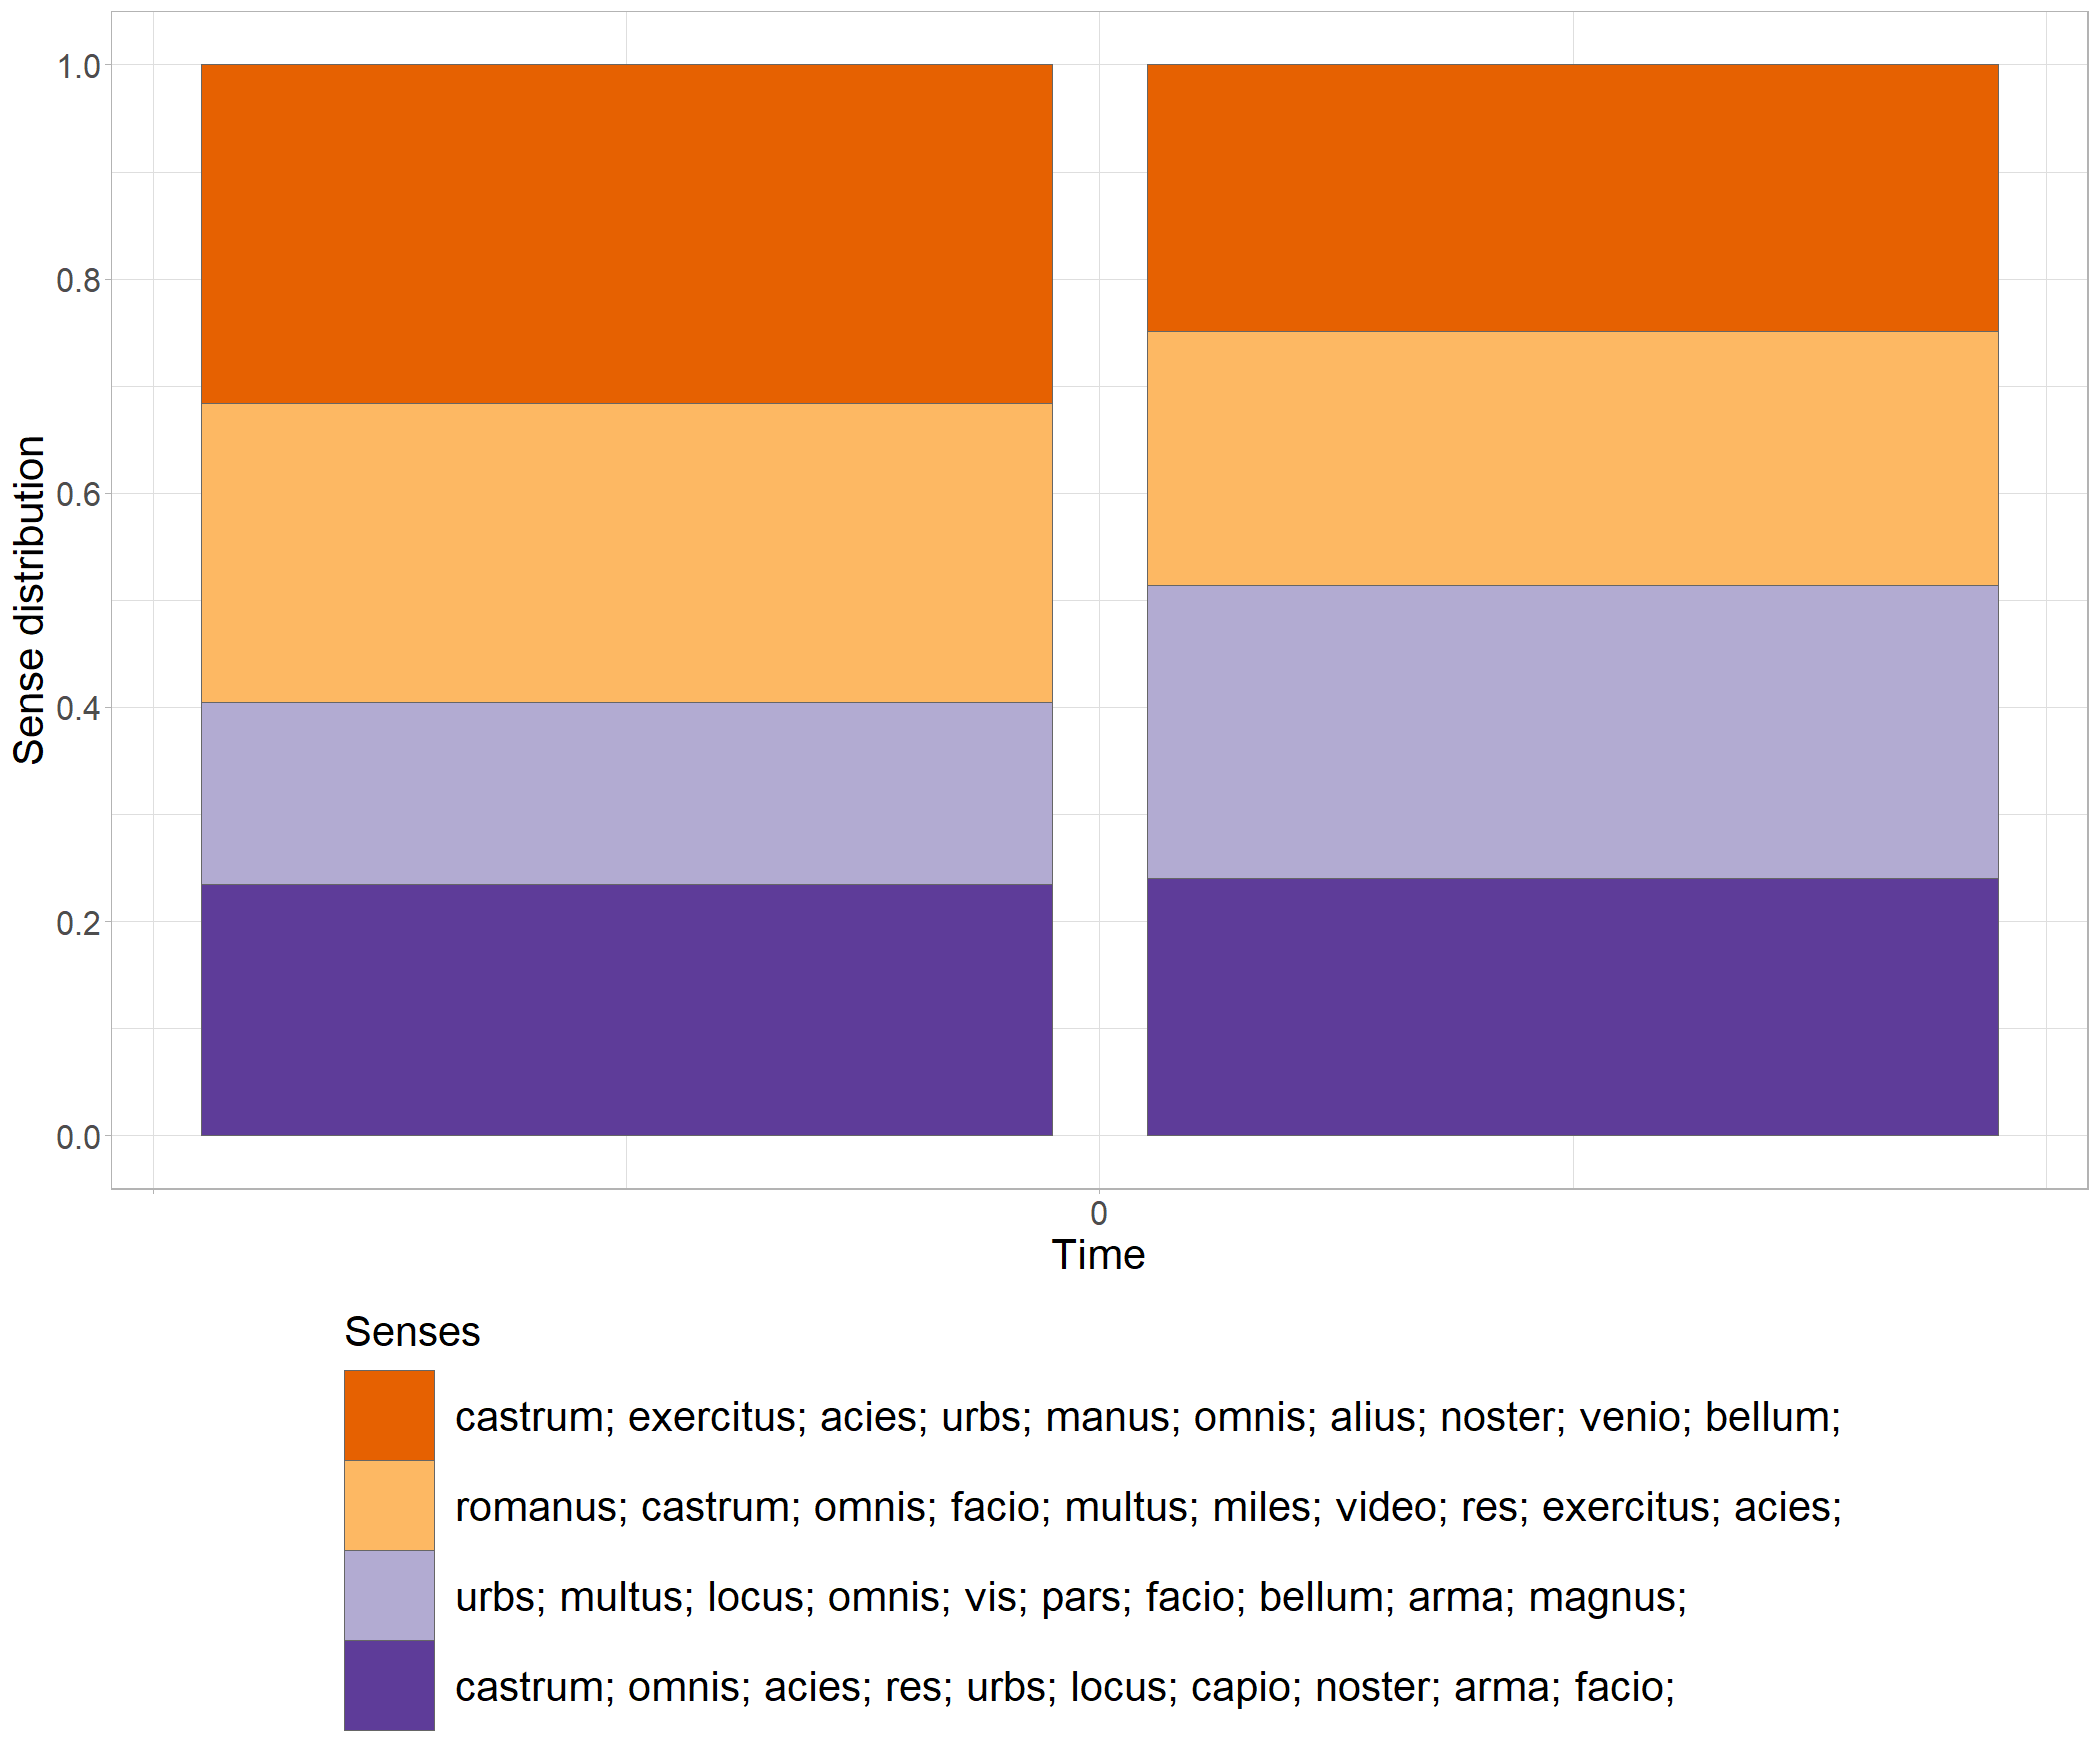 1.0
0.8
0.6
0.4
0.2
0.0
Sense distribution
0
Time
Senses
castrum; exercitus; acies; urbs; manus; omnis; alius; noster; venio; bellum;
romanus; castrum; omnis; facio; multus; miles; video; res; exercitus; acies;
urbs; multus; locus; omnis; vis; pars; facio; bellum; arma; magnus;
castrum; omnis; acies; res; urbs; locus; capio; noster; arma; facio;